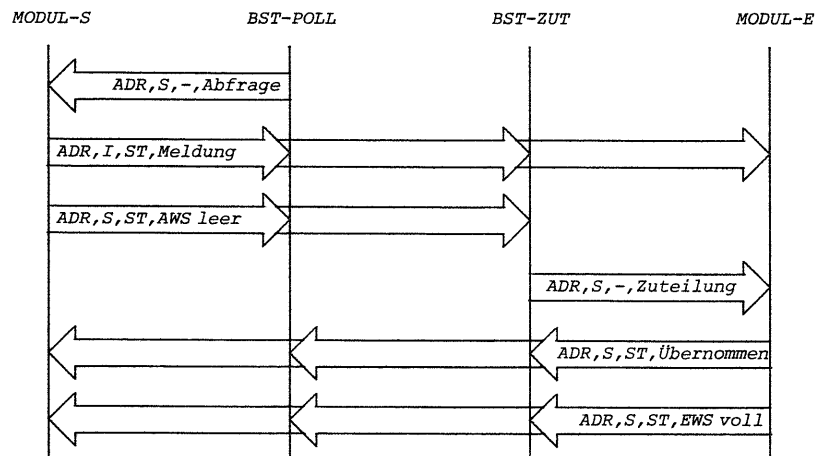 MODUL-S BST-POLL BST-ZUT MODUL-E
ADR,S,-,Abfrage
ADR,I,ST,Meldung
ADR,S,ST,AWS leer
ADR,S,-,Zuteilung
ADR,S,ST,Übernommen
ADR,S,ST,EWS voll